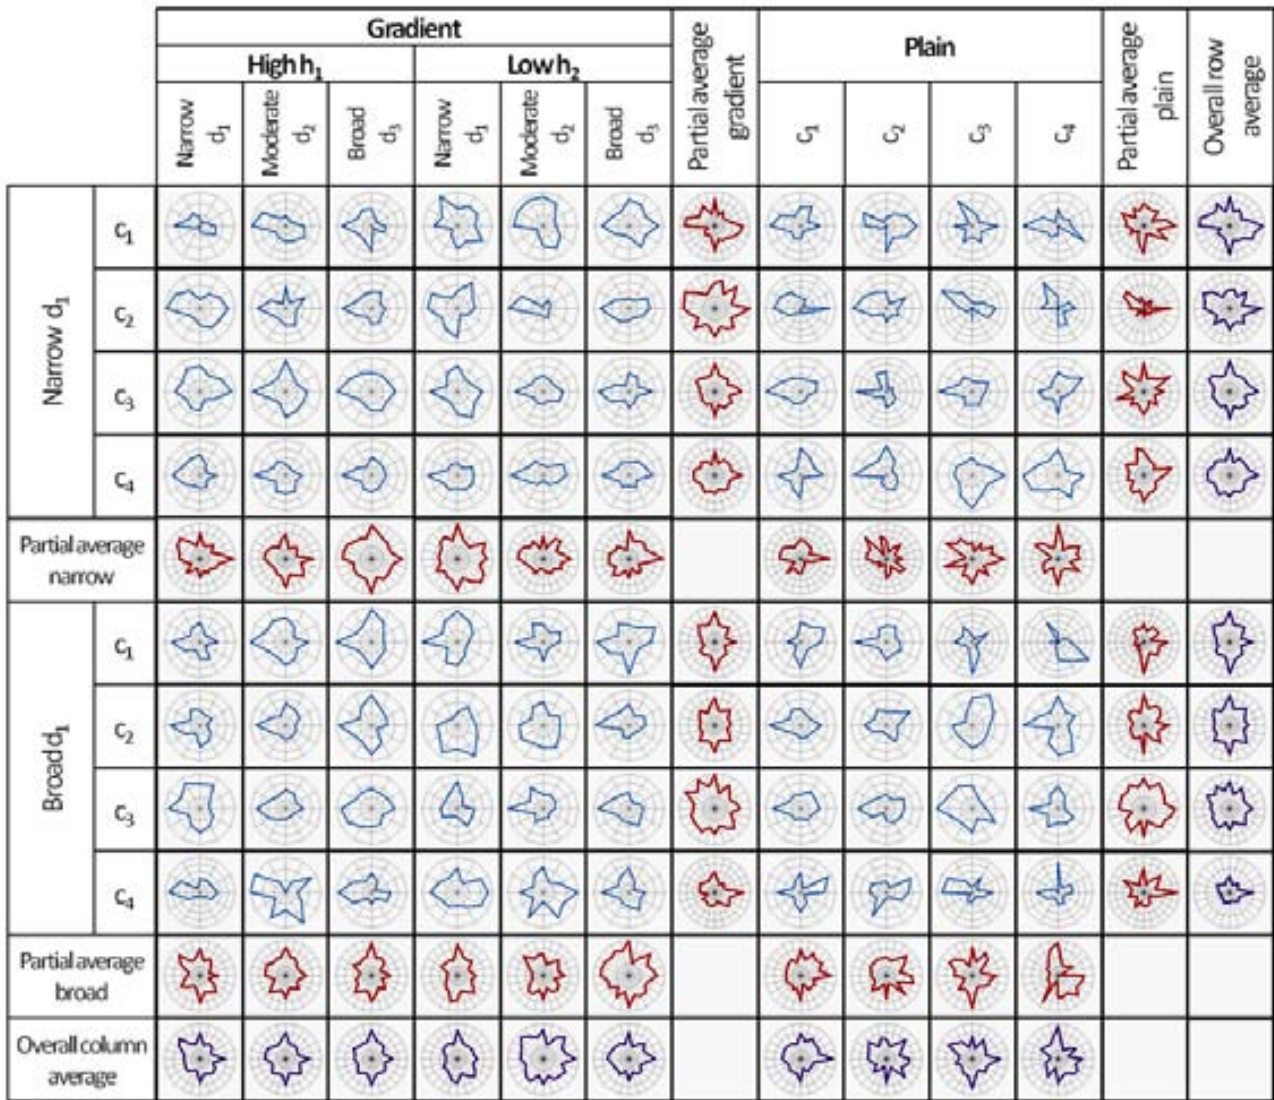 Gradient
Plain
High h₁
Low h₂
Narrow d₁
Moderate d₂
Broad d₃
Narrow d₁
Moderate d₂
Broad d₃
Partial average gradient
C₁
C₂
C₃
C₄
Partial average plain
Overall row average
Narrow d₁
C₁
C₂
C₃
C₄
Partial average
narrow
Broad d₁
C₁
C₂
C₃
C₄
Partial average
broad
Overall column
average